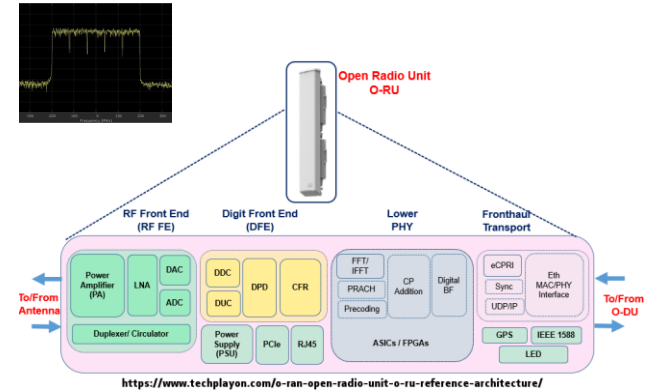 Open Radio Unit
O-RU
RF Front End
(RF FE)
Digit Front End
(DFE)
Lower
PHY
Fronthaul
Transport
Power
Amplifier
(PA)
LNA
DAC
ADC
Duplexer/ Circulator
DDC
DUC
DPD
CFR
Power
Supply
(PSU)
PCIe
RJ45
FFT/
IFFT
PRACH
Precoding
CP
Addition
Digital
BF
ASICs / FPGAs
eCPRI
Sync
UDP/IP
Eth
MAC/PHY
Interface
GPS
IEEE 1588
LED
To/From
Antenna
To/From
O-DU
https://www.techplayon.com/o-ran-open-radio-unit-o-ru-reference-architecture/